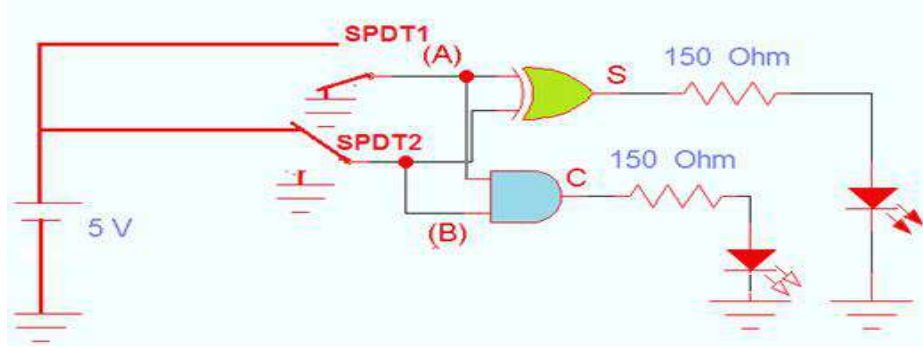 SPDT1
(A)
S
150 Ohm
SPDT2
150 Ohm
C
5 V
(B)